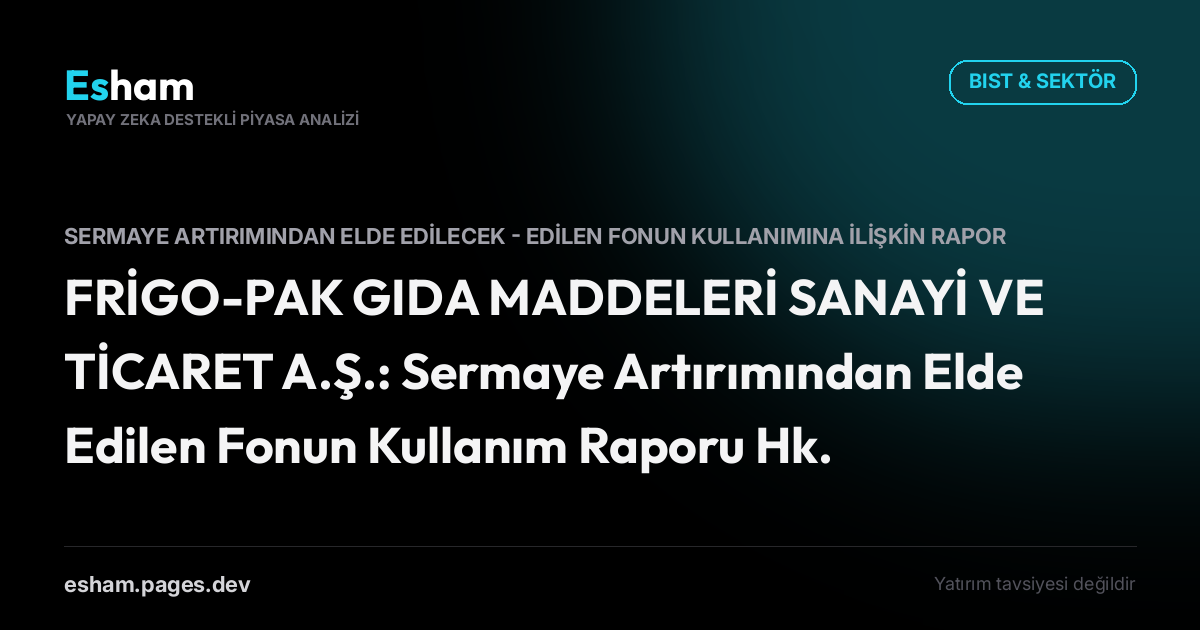 Esham
YAPAY ZEKA DESTEKLİ PİYASA ANALİZİ
BIST & SEKTÖR
SERMAYE ARTIRIMINDAN ELDE EDİLECEK - EDİLEN FONUN KULLANIMINA İLİŞKİN RAPOR
FRİGO-PAK GIDA MADDELERİ SANAYİ VE
TİCARET A.Ş.: Sermaye Artırımından Elde
Edilen Fonun Kullanım Raporu Hk.
esham.pages.dev
Yatırım tavsiyesi değildir